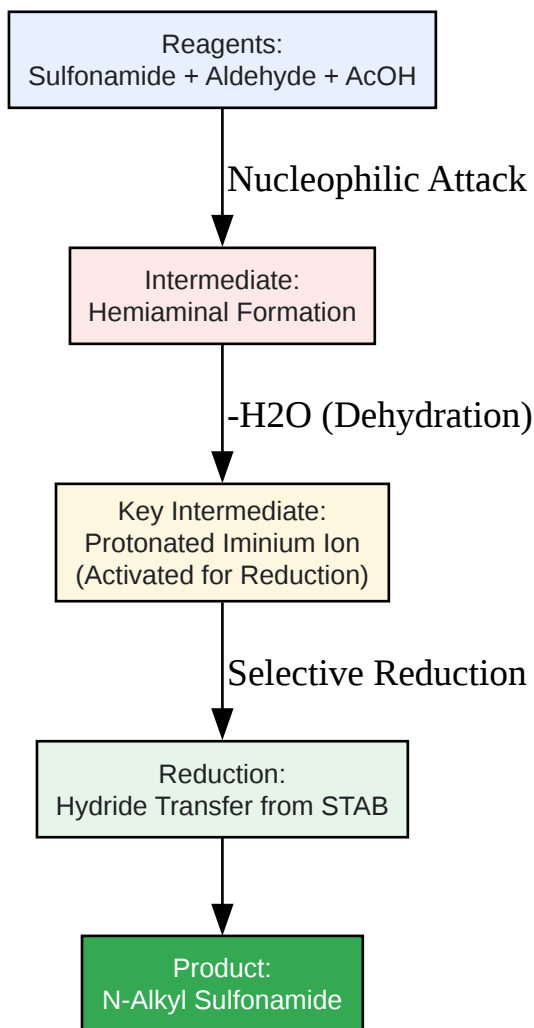 Reagents:
Sulfonamide + Aldehyde + AcOH
Nucleophilic Attack
Intermediate:
Hemiaminal Formation
-H2O (Dehydration)
Key Intermediate:
Protonated Iminium Ion
(Activated for Reduction)
Selective Reduction
Reduction:
Hydride Transfer from STAB
Product:
N-Alkyl Sulfonamide